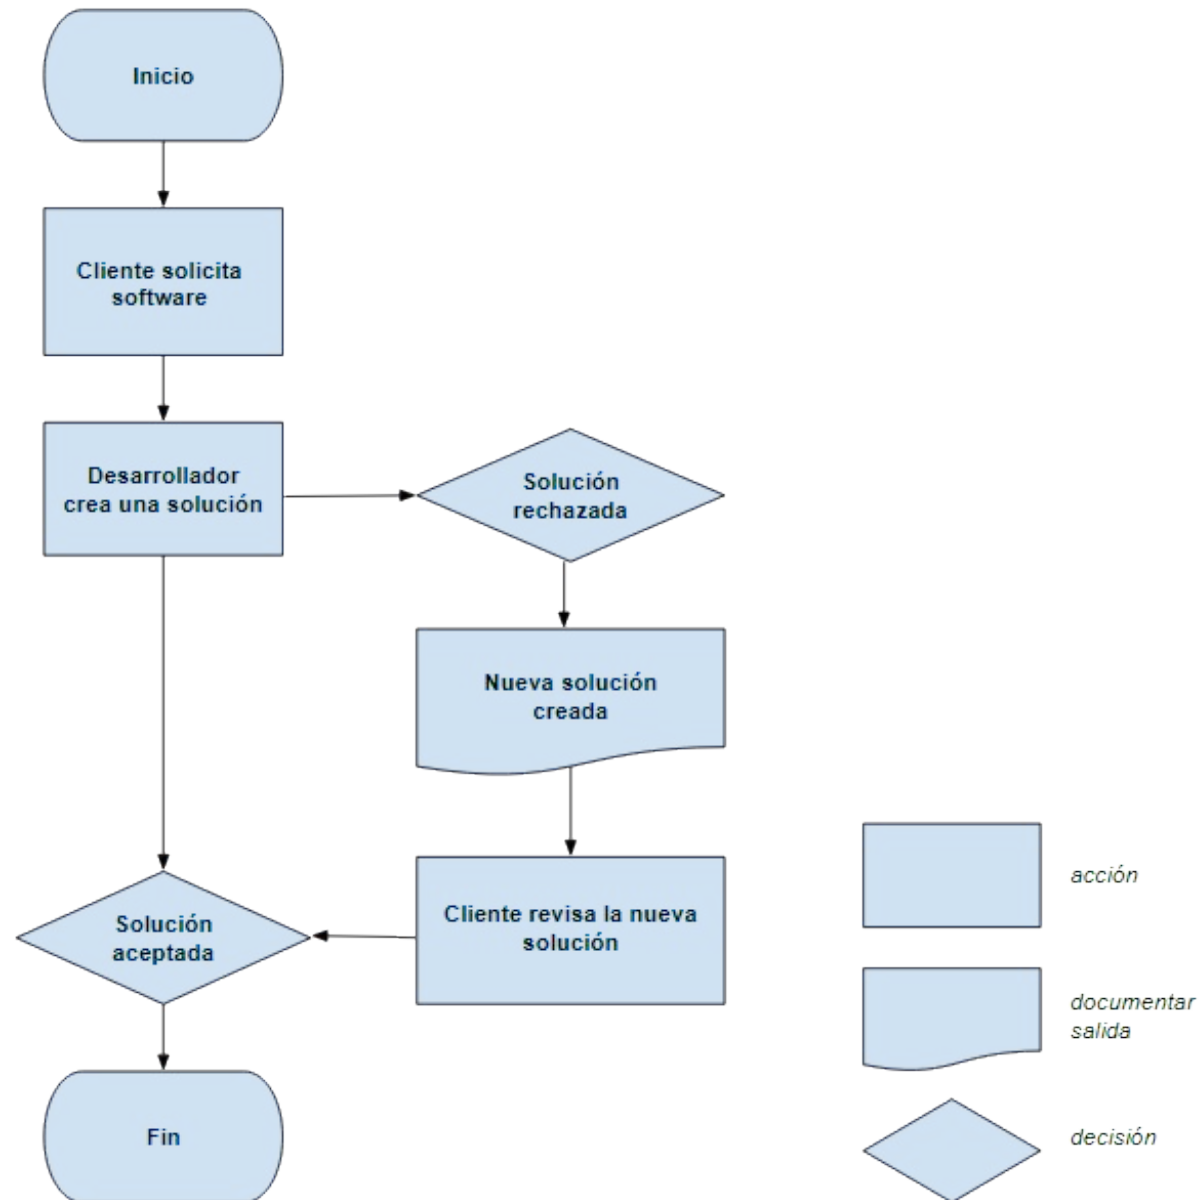 Inicio
Cliente solicita
software
Desarrollador
crea una solución
Solución
rechazada
Nueva solución
creada
Cliente revisa la nueva
solución
Solución
aceptada
Fin
acción
documentar
salida
decisión